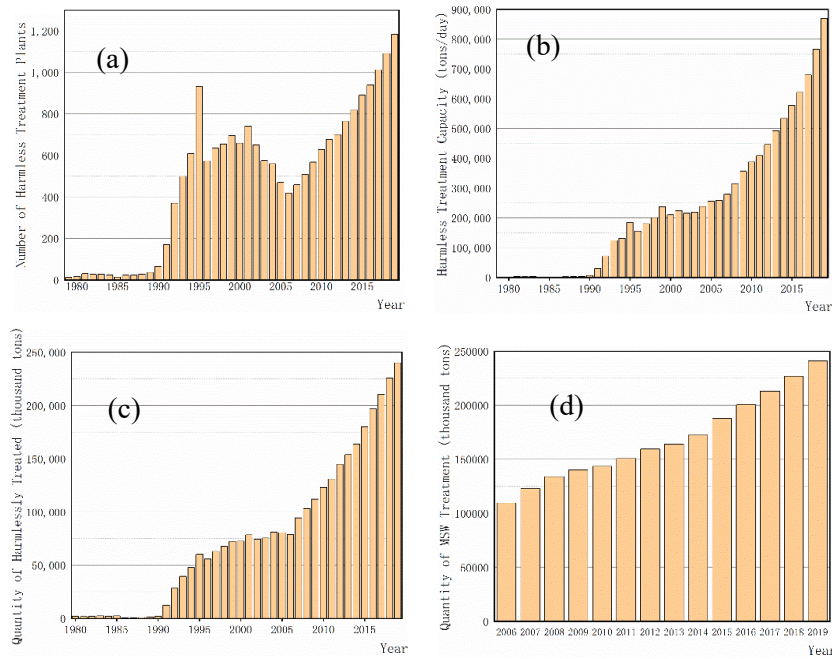 (a)
Number of Harmless Treatment Plants
1,200
1,000
800
600
400
200
0
1980 1985 1990 1995 2000 2005 2010 2015
Year
(b)
Harmless Treatment Capacity (tons/day)
900,000
800,000
700,000
600,000
500,000
400,000
300,000
200,000
100,000
0
1980 1985 1990 1995 2000 2005 2010 2015
Year
(c)
Quantity of Harmlessly Treated (thousand tons)
250,000
200,000
150,000
100,000
50,000
0
1980 1985 1990 1995 2000 2005 2010 2015
Year
(d)
Quantity of MSW Treatment (thousand tons)
250000
200000
150000
100000
50000
0
2006 2007 2008 2009 2010 2011 2012 2013 2014 2015 2016 2017 2018 2019
Year